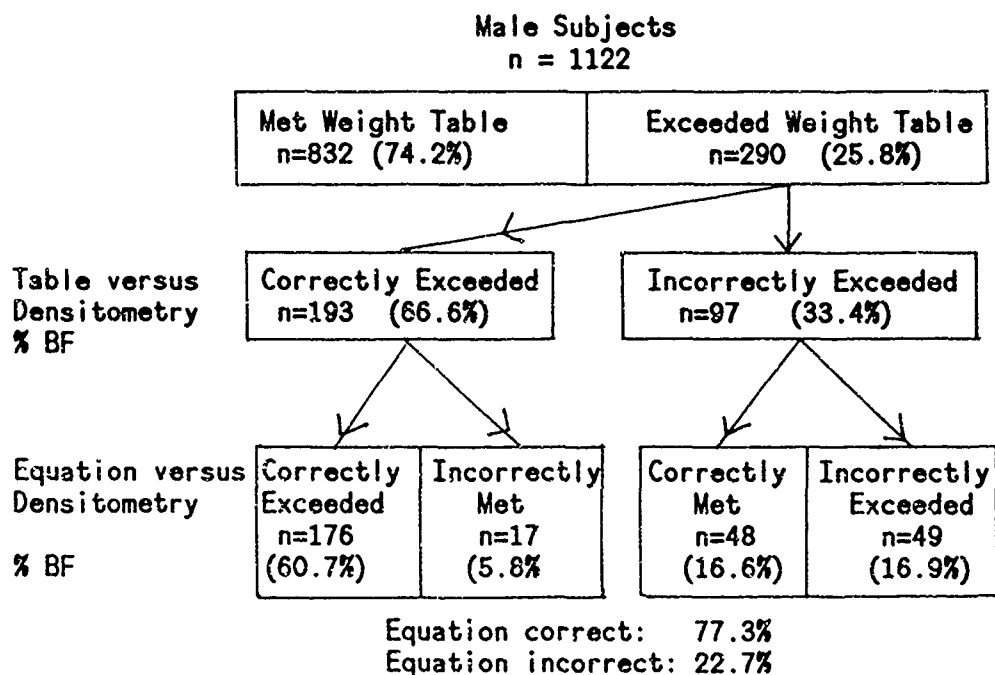 Male Subjects
n = 1122
Met Weight Table
n=832 (74.2%)
Exceeded Weight Table
n=290 (25.8%)
Table versus
Densitometry
% BF
Correctly Exceeded
n=193 (66.6%)
Incorrectly Exceeded
n=97 (33.4%)
Equation versus
Densitometry
% BF
Correctly
Exceeded
n=176
(60.7%)
Incorrectly
Met
n=17
(5.8%
Correctly
Met
n=48
(16.6%)
Incorrectly
Exceeded
n=49
(16.9%)
Equation correct: 77.3%
Equation incorrect: 22.7%